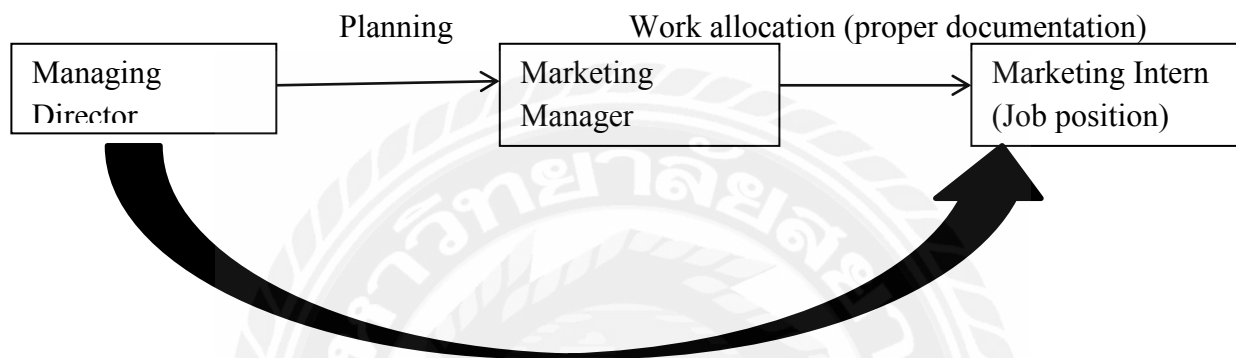 Planning
Work allocation (proper documentation)
Managing
Director
Marketing
Manager
Marketing Intern
(Job position)